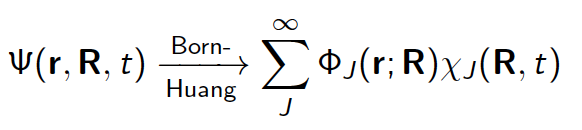 Ψ(r, R, t) Born-Huang → ∑_J^∞ Φ_J(r; R)χ_J(R, t)